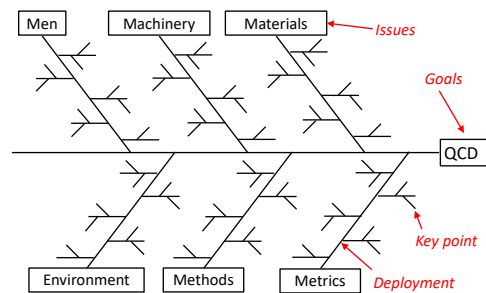 Men
Machinery
Materials
Issues
Goals
QCD
Key point
Environment
Methods
Metrics
Deployment